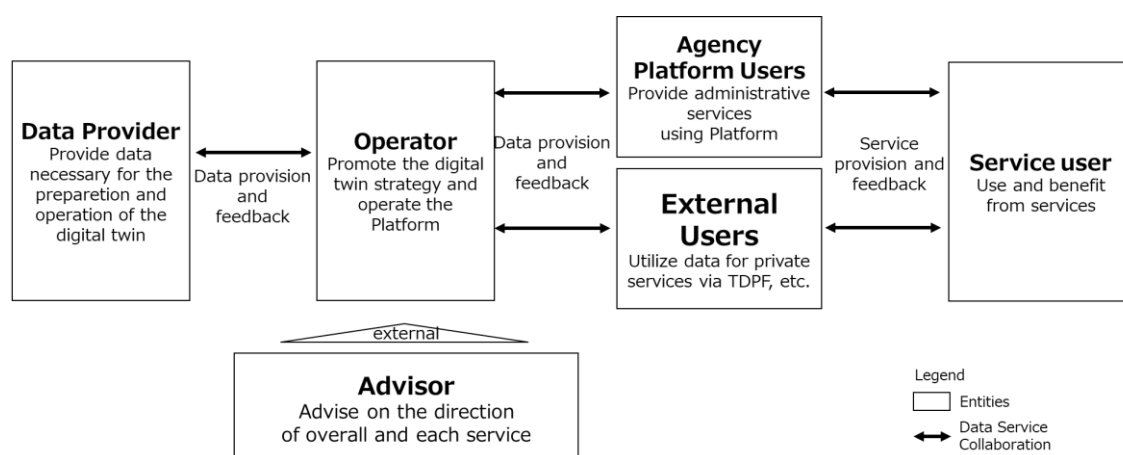 Data Provider
Provide data
necessary for the
preparetion and
operation of the
digital twin
Data provision
and
feedback
Operator
Promote the digital
twin strategy and
operate the
Platform
Data provision
and
feedback
Agency
Platform Users
Provide administrative
services
using Platform
External
Users
Utilize data for private
services via TDPF, etc.
Service
provision and
feedback
Service user
Use and benefit
from services
external
Advisor
Advise on the direction
of overall and each service
Legend
Entities
Data Service
Collaboration